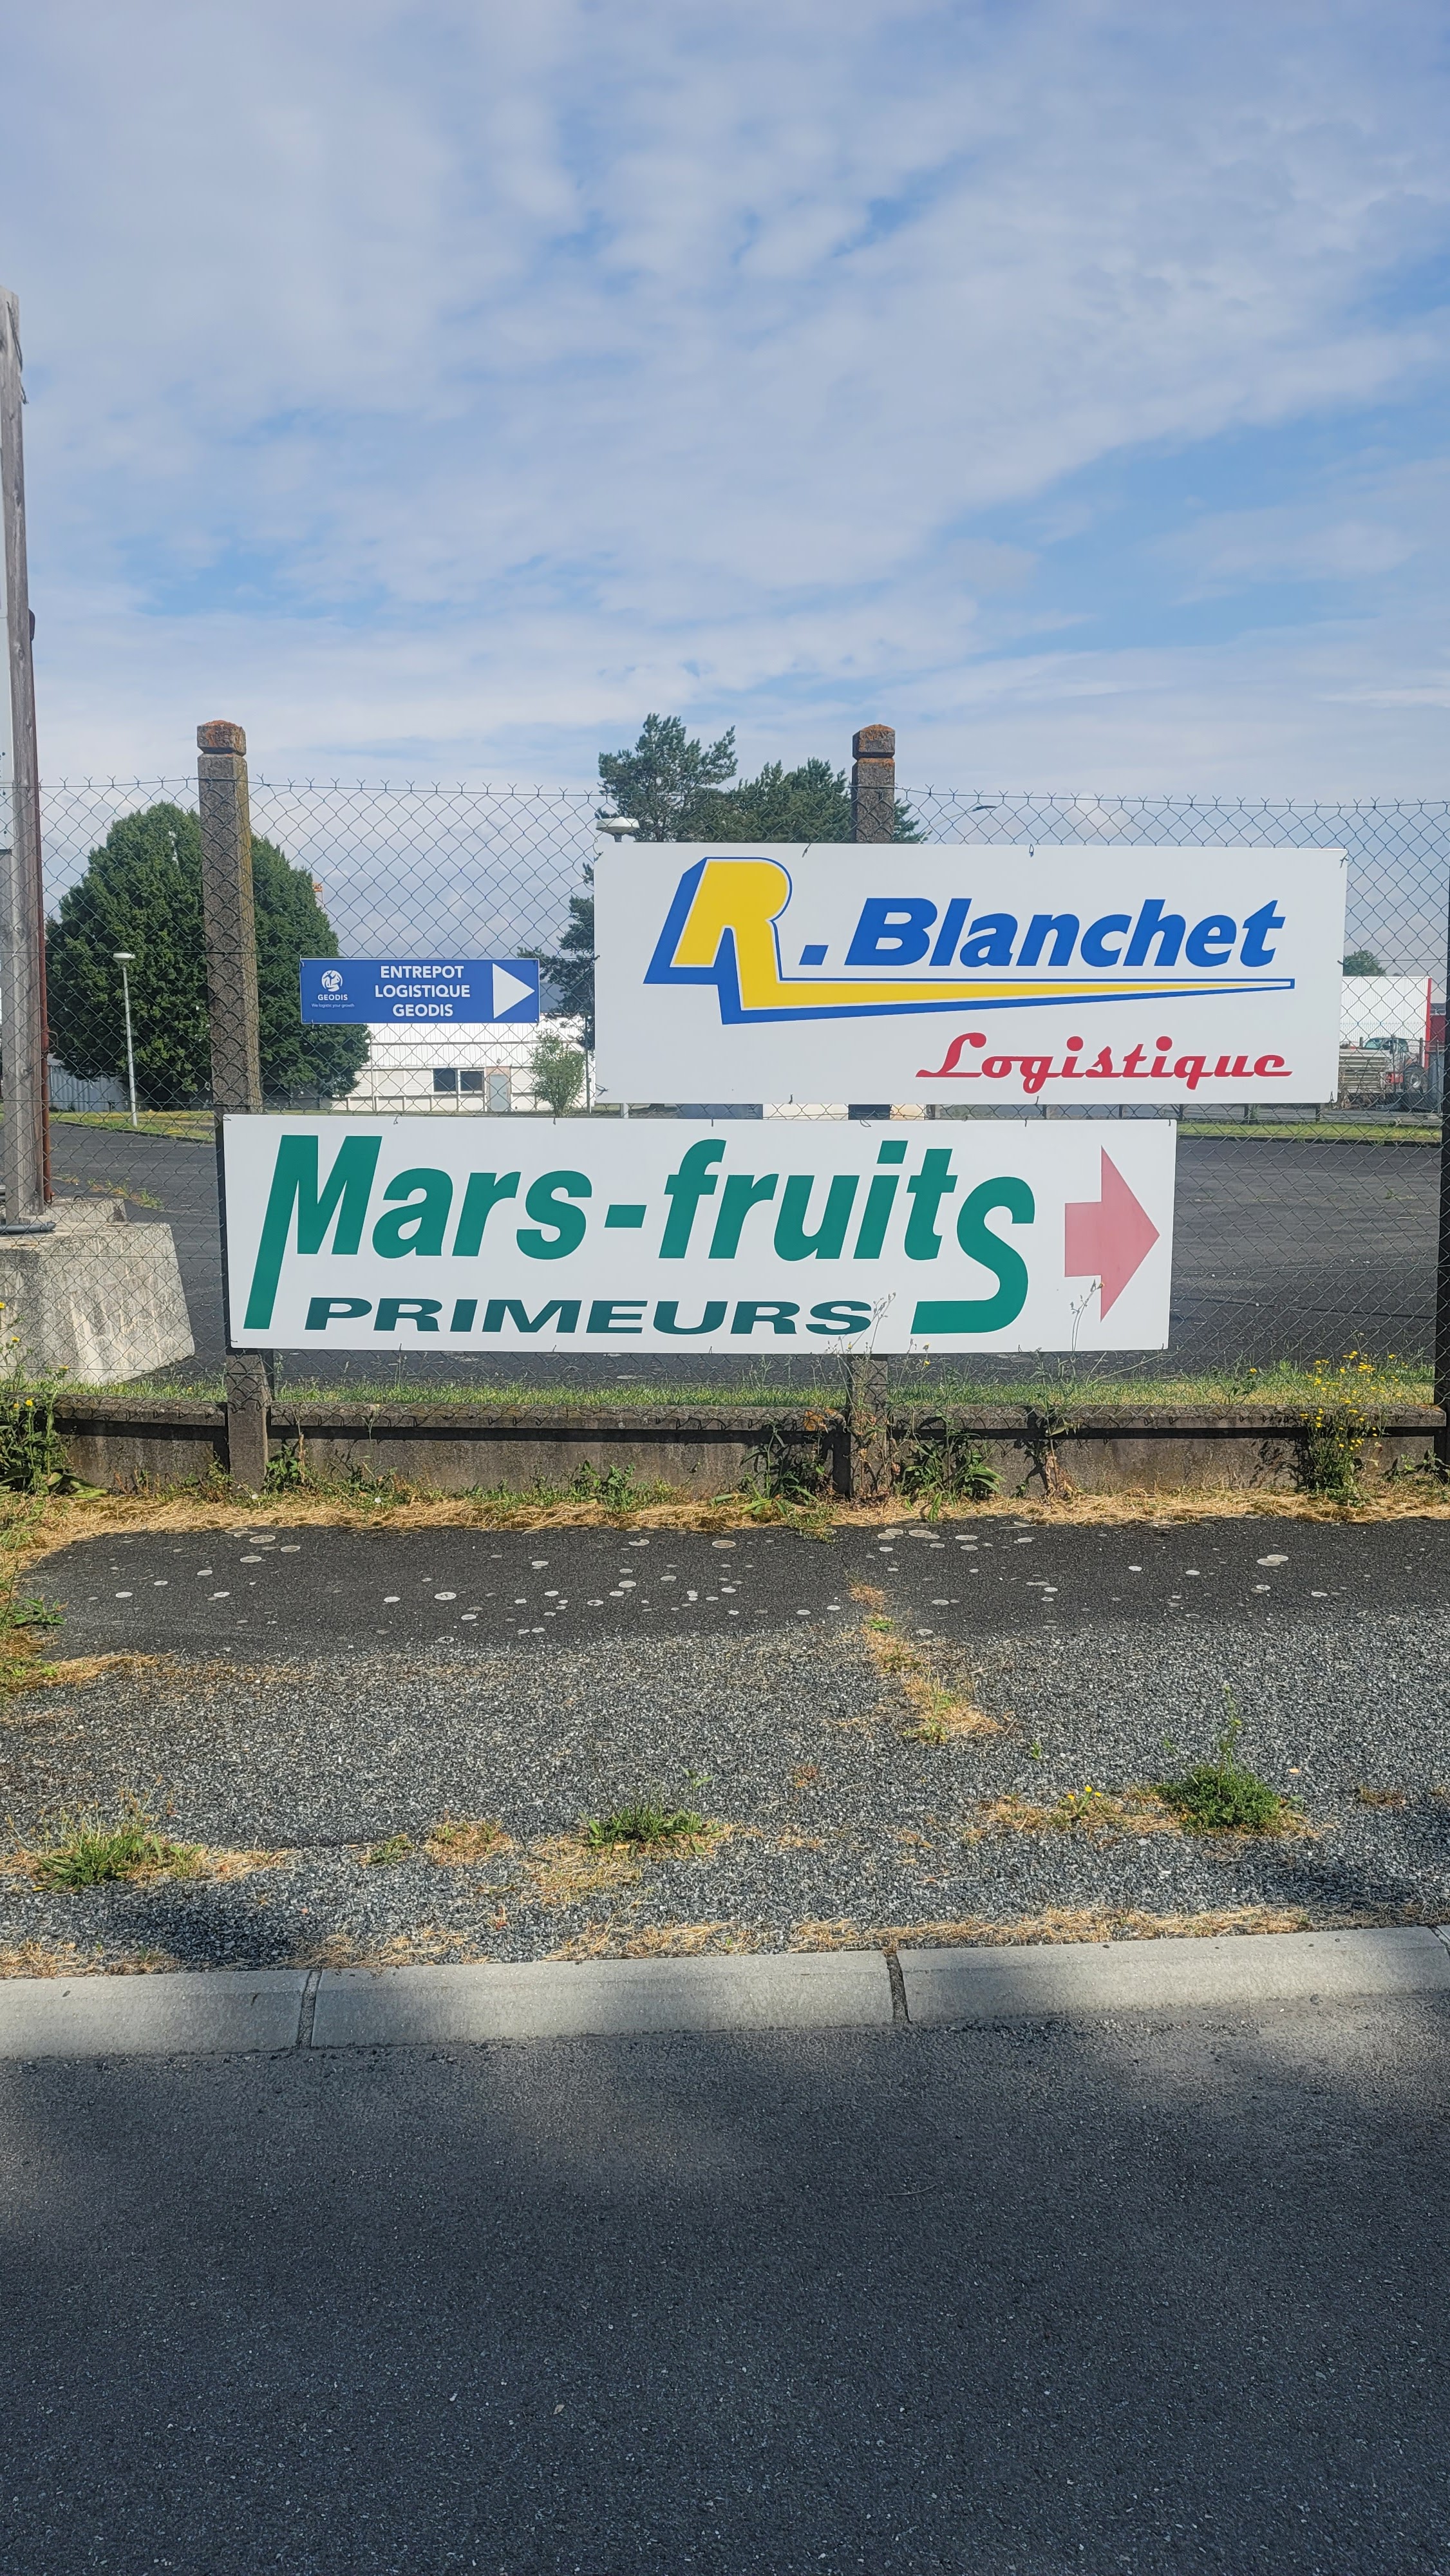 R. Blanchet
Logistique
GEODIS
ENTREPOT
LOGISTIQUE
GEODIS
Mars-fruits
PRIMEURS